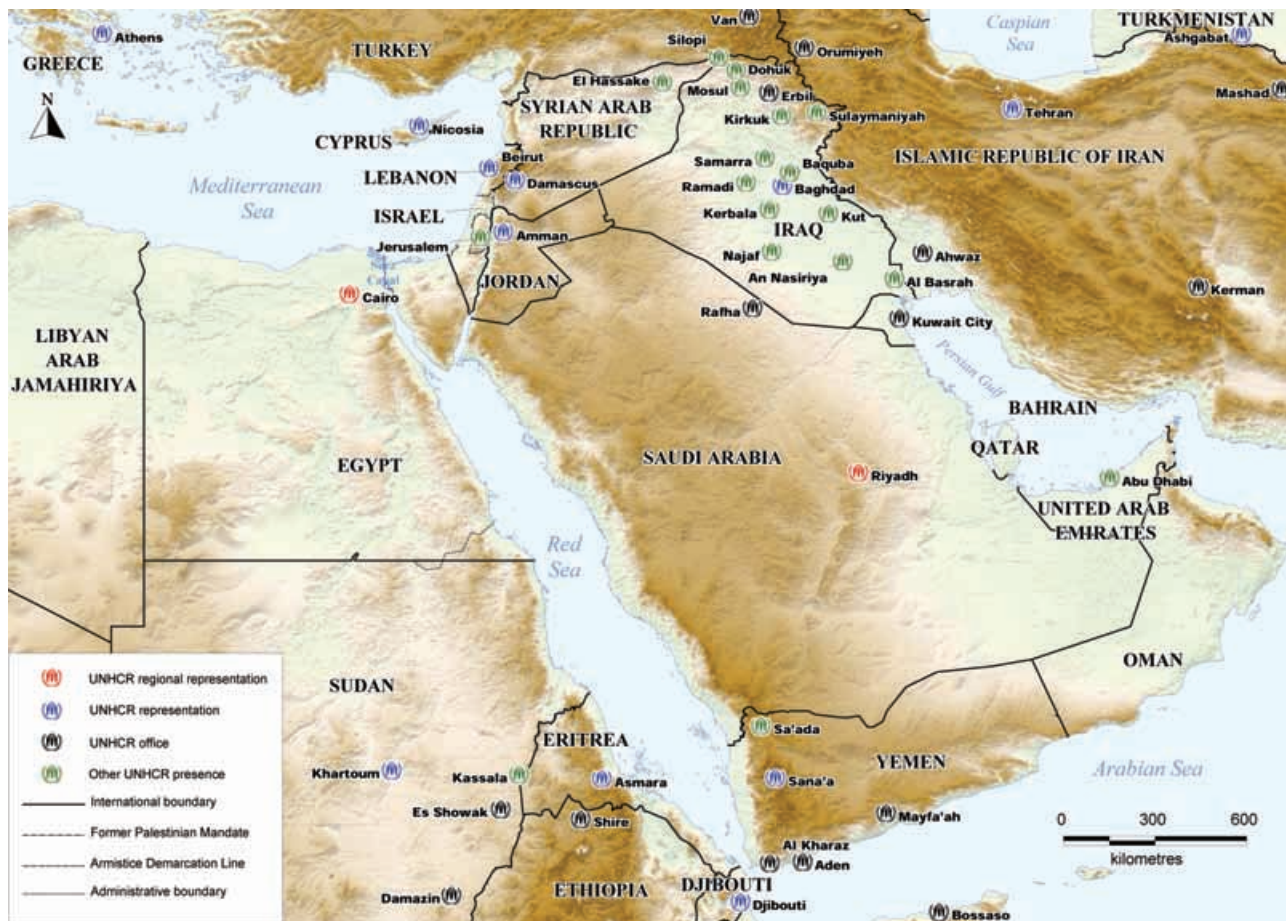 Van
Caspian
Sea
TURKMENISTAN
Ashgabat
Athens
GREECE
TURKEY
Silopi
Orumiyeh
Dohuk
El Hassake
Mosul
Erbil
Mashad
N
SYRIAN ARAB
REPUBLIC
Kirkuk
Sulaymaniyah
Tehran
Nicosia
CYPRUS
ISLAMIC REPUBLIC OF IRAN
Beirut
Samarra
Baquba
LEBANON
Damascus
Ramadi
Baghdad
Mediterranean
Sea
ISRAEL
Kerbala
Kut
IRAQ
Jerusalem
Amman
Najaf
Ahwaz
An Nasiriya
JORDAN
Al Basrah
Canal
Cairo
Kerman
Rafha
Kuwait City
LIBYAN
ARAB
JAMAHIRIYA
Persian Gulf
BAHRAIN
QATAR
EGYPT
SAUDI ARABIA
Riyadh
Abu Dhabi
UNITED ARAB
EMIRATES
Red
Sea
OMAN
SUDAN
ERITREA
Sa'ada
YEMEN
Khartoum
Kassala
Asmara
Sana'a
Arabian Sea
Es Showak
Shire
Mayfa'ah
Al Kharaz
Aden
Damazin
ETHIOPIA
DJIBOUTI
Djibouti
Bossaso
UNHCR regional representation
UNHCR representation
UNHCR office
Other UNHCR presence
International boundary
Former Palestinian Mandate
Armistice Demarcation Line
Administrative boundary
0 300 600
kilometres